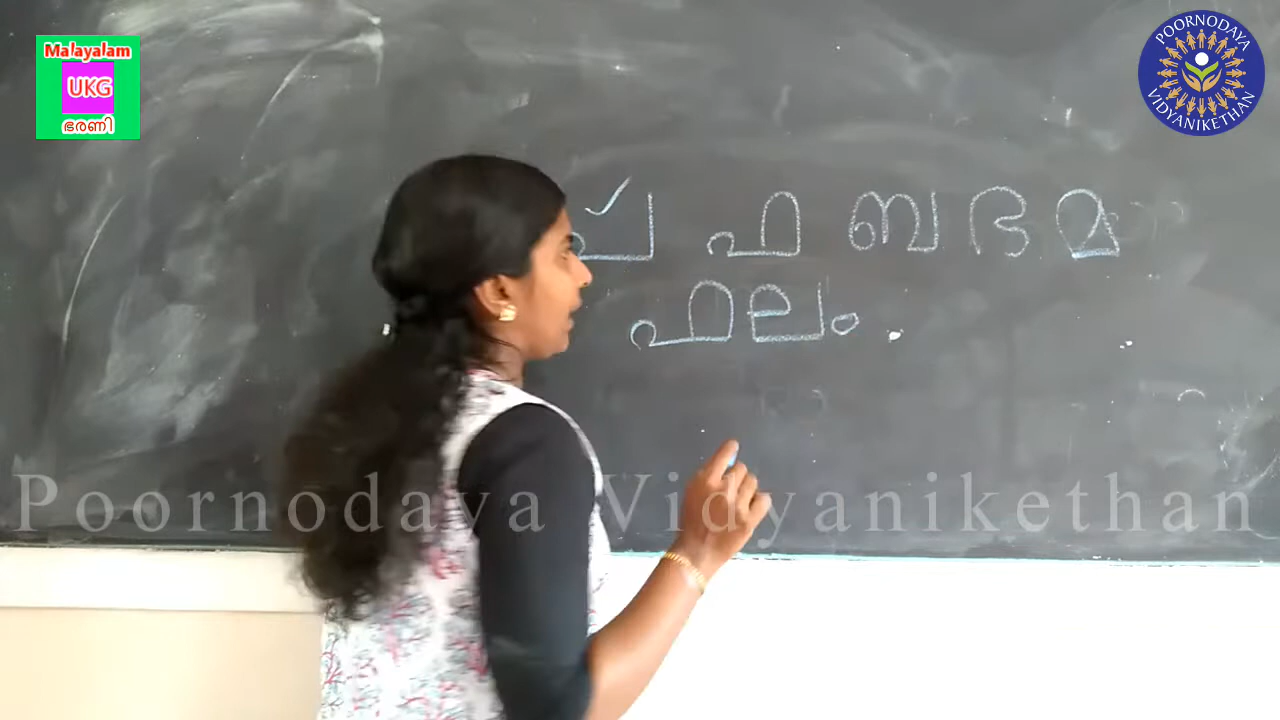 Malayalam
UKG
ഭരണി
POORNODAYA
VIDYANIKETHAN
പ ഫ ബ ഭ മ
ഫലം
Poornodaya Vidyanikethan